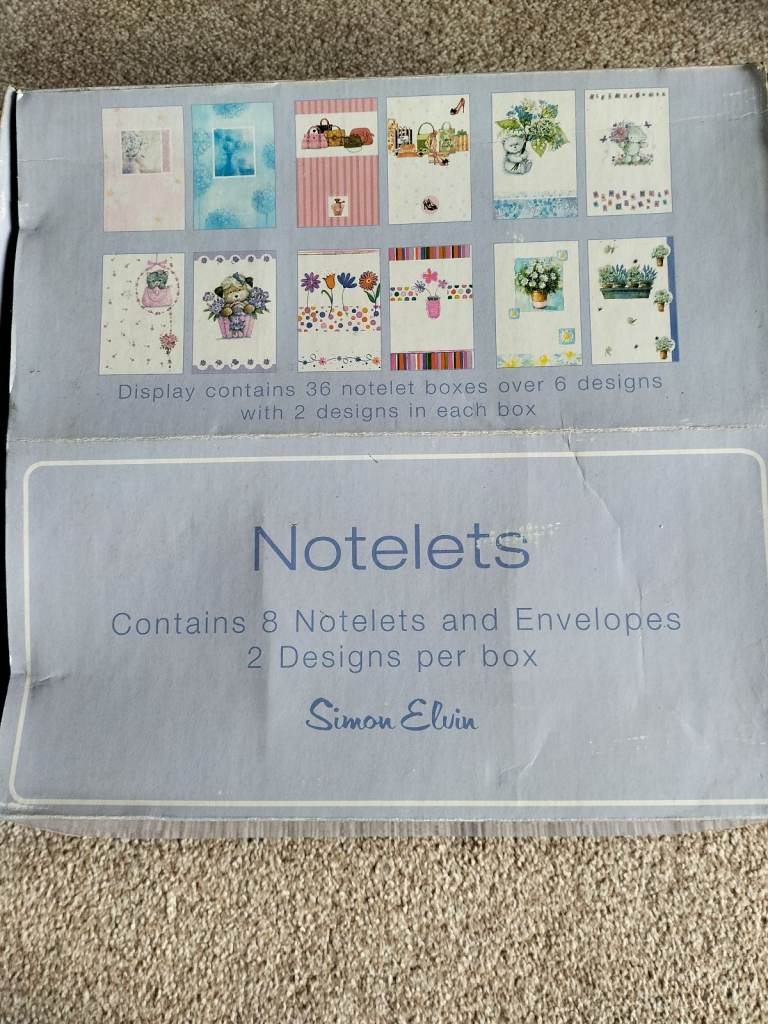 Display contains 36 notelet boxes over 6 designs
with 2 designs in each box
Notelets
Contains 8 Notelets and Envelopes
2 Designs per box
Simon Elvin